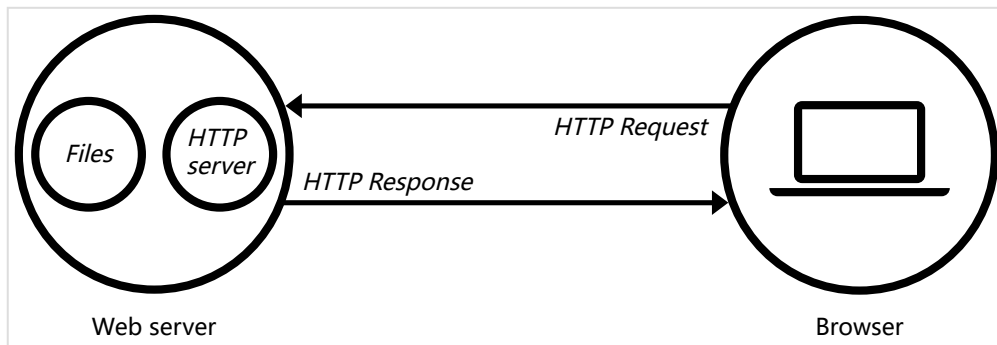 HTTP Request
Files
HTTP
server
HTTP Response
Web server
Browser